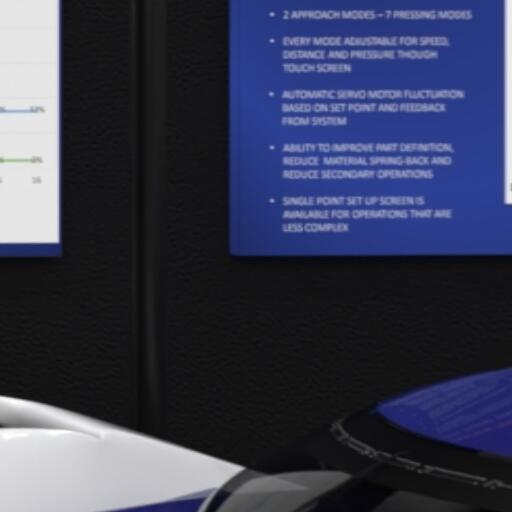 • 2 APPROACH MODES – 7 PRESSING MODES
• EVERY MODE ADJUSTABLE FOR SPEED,
DISTANCE AND PRESSURE THOUGH
TOUCH SCREEN
• AUTOMATIC SERVO MOTOR FLUCTUATION
BASED ON SET POINT AND FEEDBACK
FROM SYSTEM
• ABILITY TO IMPROVE PART DEFINITION,
REDUCE MATERIAL SPRING-BACK AND
REDUCE SECONDARY OPERATIONS
• SINGLE POINT SET UP SCREEN IS
AVAILABLE FOR OPERATIONS THAT ARE
LESS COMPLEX
16